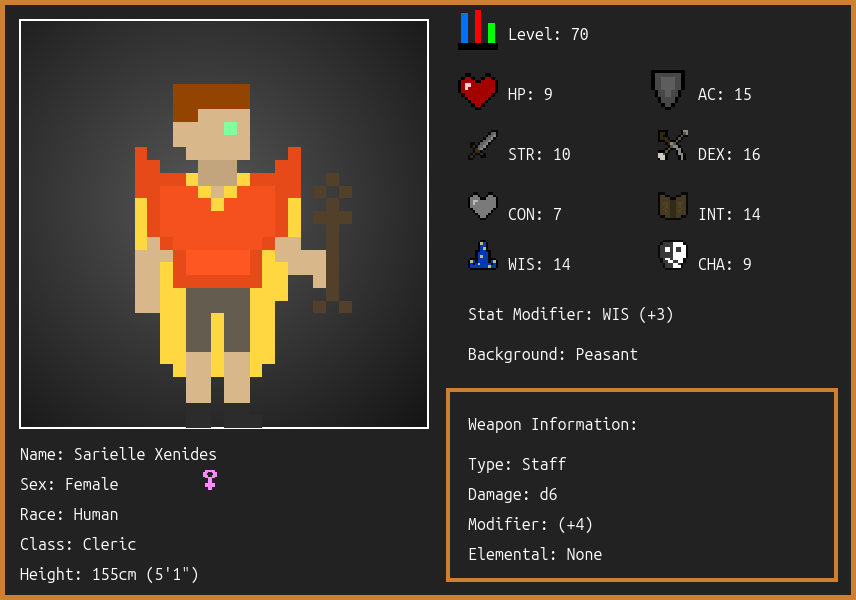 Level: 70
HP: 9
AC: 15
STR: 10
DEX: 16
CON: 7
INT: 14
WIS: 14
CHA: 9
Stat Modifier: WIS (+3)
Background: Peasant
Weapon Information:
Type: Staff
Damage: d6
Modifier: (+4)
Elemental: None
Name: Sarielle Xenides
Sex: Female
Race: Human
Class: Cleric
Height: 155cm (5'1")